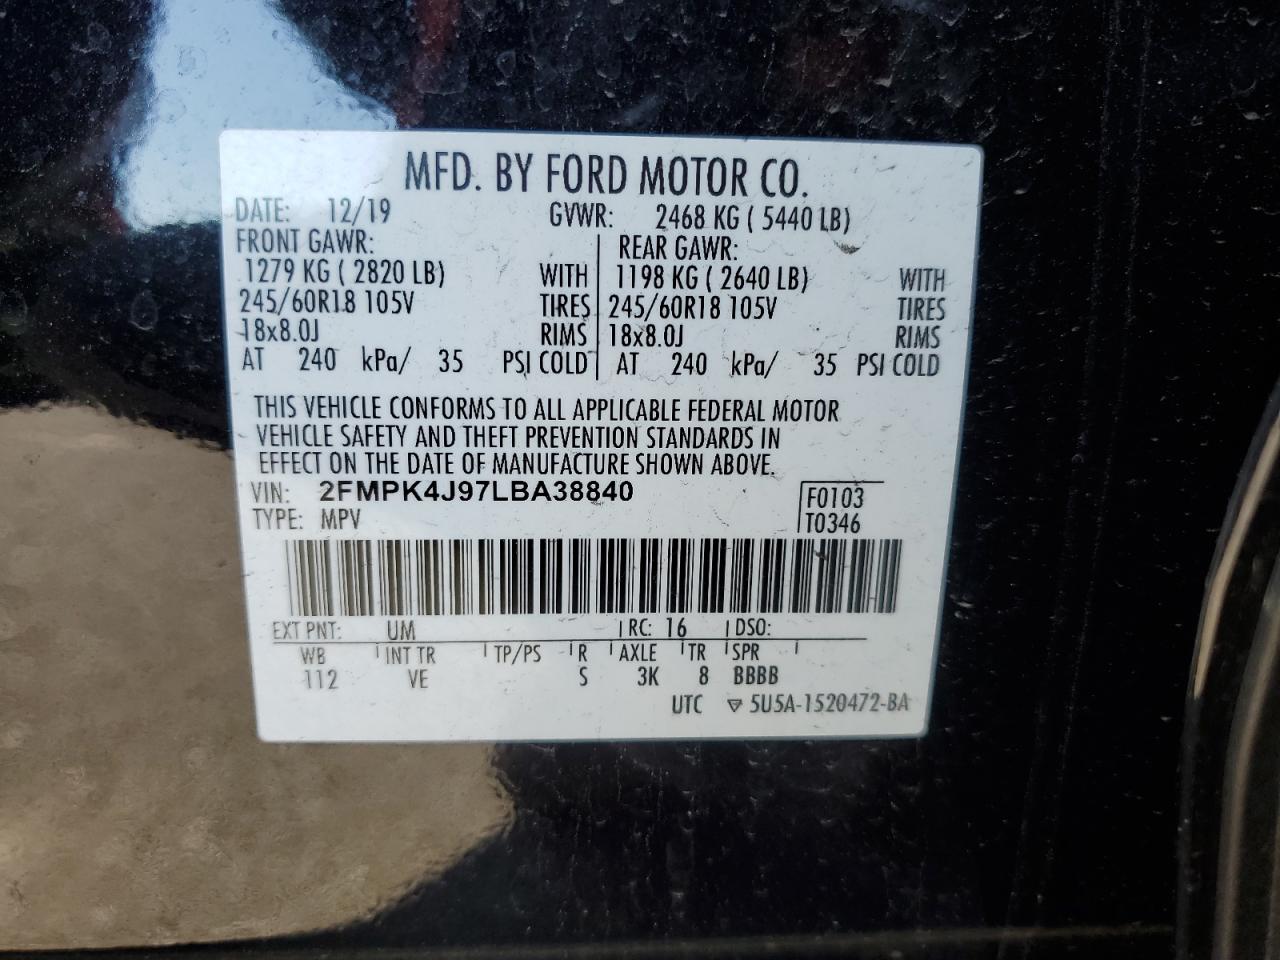 MFD. BY FORD MOTOR CO.
DATE: 12/19 GVWR: 2468 KG ( 5440 LB)
FRONT GAWR: REAR GAWR:
1279 KG ( 2820 LB) WITH 1198 KG ( 2640 LB) WITH
245/60R18 105V TIRES 245/60R18 105V TIRES
18x8.0J RIMS 18x8.0J RIMS
AT 240 kPa/ 35 PSI COLD AT 240 kPa/ 35 PSI COLD
THIS VEHICLE CONFORMS TO ALL APPLICABLE FEDERAL MOTOR
VEHICLE SAFETY AND THEFT PREVENTION STANDARDS IN
EFFECT ON THE DATE OF MANUFACTURE SHOWN ABOVE.
VIN: 2FMPK4J97LBA38840 F0103
TYPE: MPV T0346
EXT PNT: UM RC: 16 DSO:
WB INT TR TP/PS R AXLE TR SPR
112 VE S 3K 8 BBBB
UTC ▽ 5U5A-1520472-BA